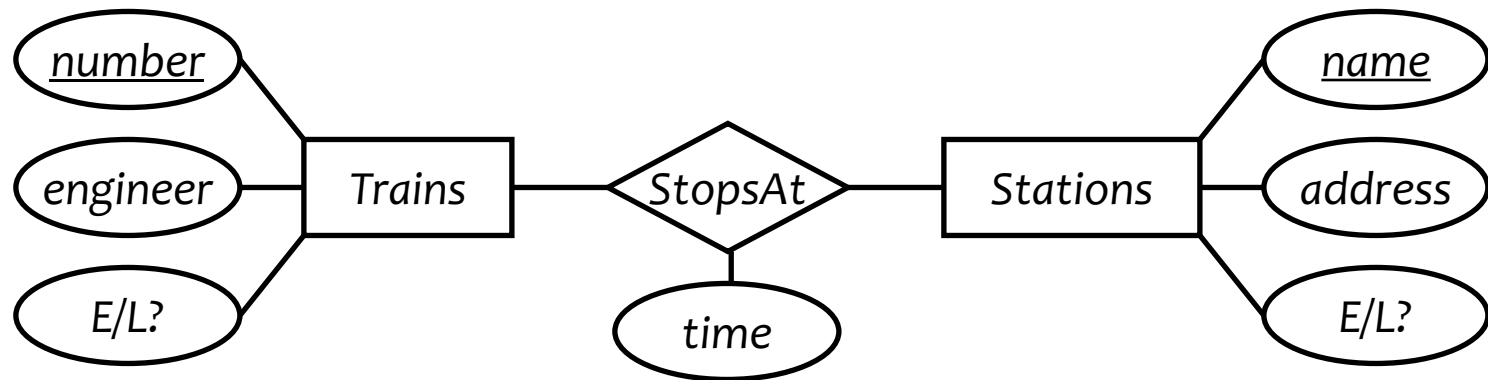 number
name
engineer
Trains
StopsAt
Stations
address
E/L?
time
E/L?